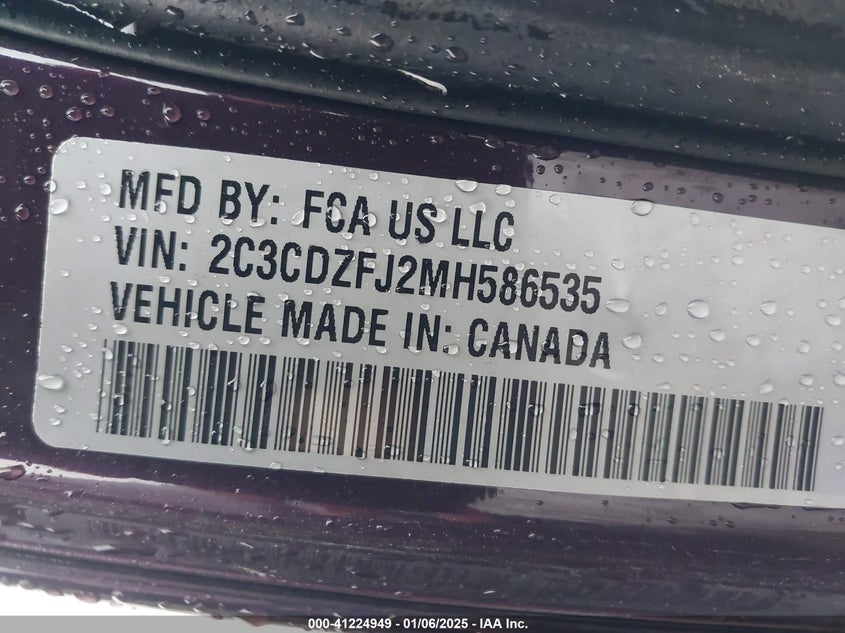 MFD BY: FCA US LLC
VIN: 2C3CDZFJ2MH586535
VEHICLE MADE IN: CANADA
000-41224949 - 01/06/2025 - IAA Inc.